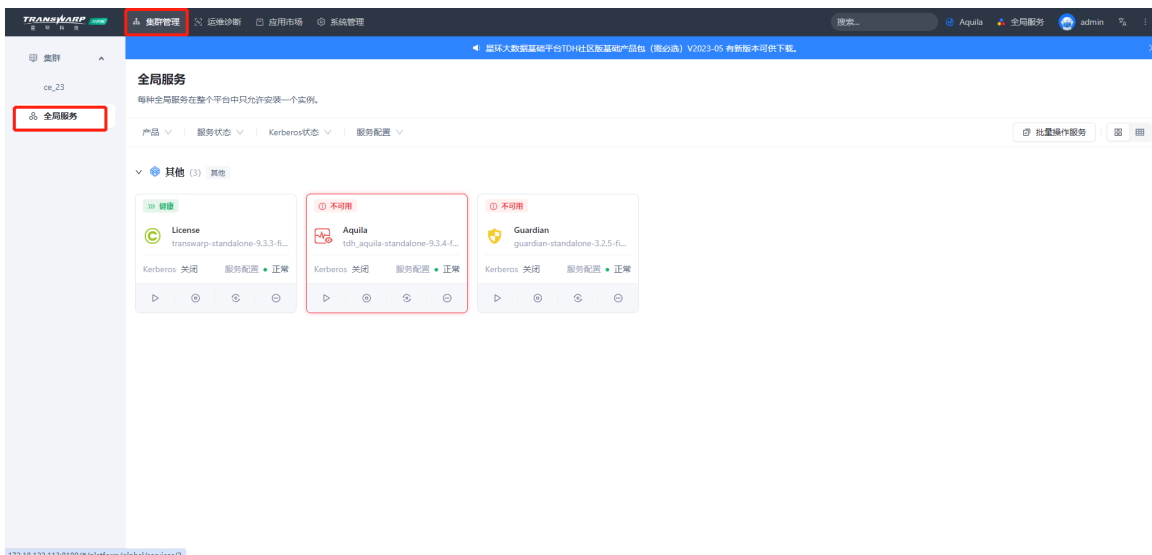 TRANSWARP
星环科技
集群管理 运维诊断 应用市场 系统管理 搜索... Aquila 全局服务 admin
星环大数据基础平台TDH社区版基础产品包（需必选）V2023-05 有新版本可供下载。
集群
ce_23
全局服务
全局服务
每种全局服务在整个平台中只允许安装一个实例。
产品 服务状态 Kerberos状态 服务配置 批量操作服务
其他 (3) 其他
健康 不可用 不可用
License Aquila Guardian
transwarp-standalone-9.3.3-fi... tdh_aquila-standalone-9.3.4-f... guardian-standalone-3.2.5-fi...
Kerberos 关闭 服务配置 正常 Kerberos 关闭 服务配置 正常 Kerberos 关闭 服务配置 正常